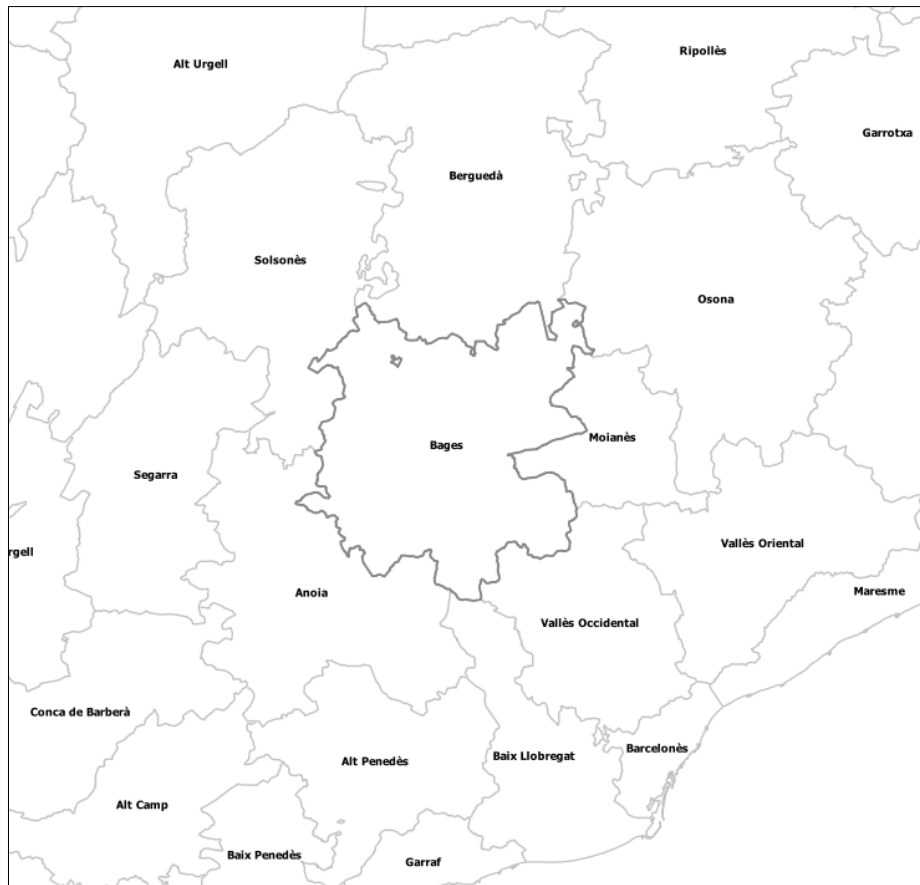 Ripollès
Alt Urgell
Garrotxa
Berguedà
Solsonès
Osona
Moianès
Bages
Segarra
Vallès Oriental
rgell
Anoia
Maresme
Vallès Occidental
Conca de Barberà
Barcelonès
Baix Llobregat
Alt Penedès
Alt Camp
Baix Penedès
Garraf